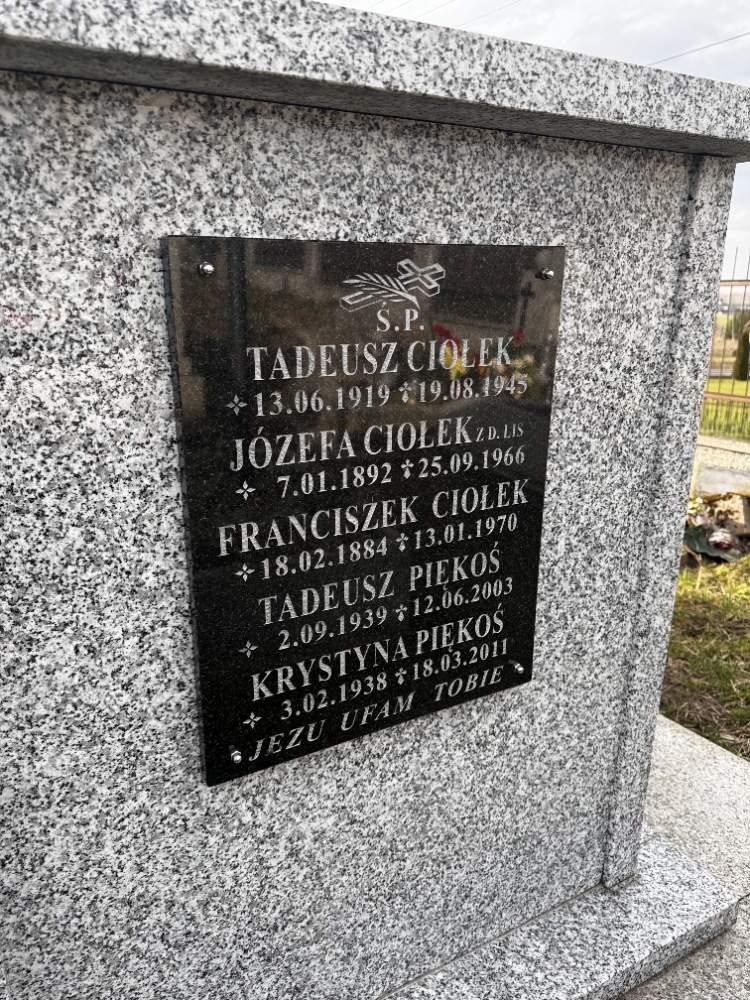 Ś.P.
TADEUSZ CIOŁEK
13.06.1919 19.08.1945
JÓZEFA CIOŁEK Z D. LIS
7.01.1892 25.09.1966
FRANCISZEK CIOŁEK
18.02.1884 13.01.1970
TADEUSZ PIĘKOŚ
2.09.1939 12.06.2003
KRYSTYNA PIĘKOŚ
3.02.1938 18.03.2011
JEZU UFAM TOBIE